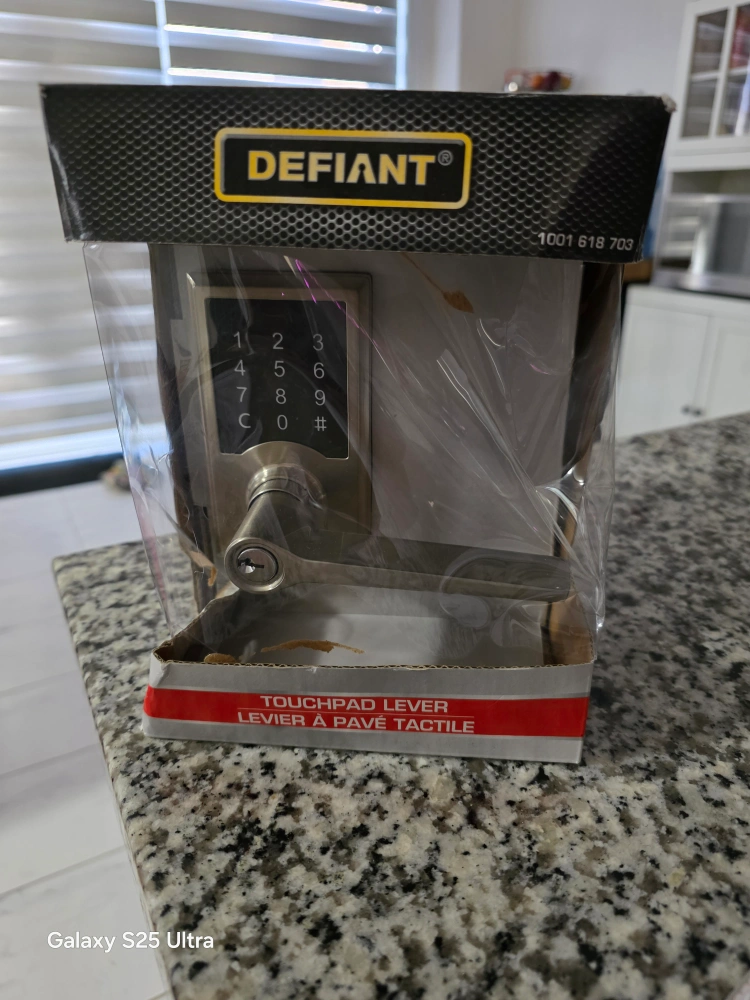 DEFIANT®
1001 618 703
1 2 3
4 5 6
7 8 9
C 0 #
TOUCHPAD LEVER
LEVIER À PAVÉ TACTILE
Galaxy S25 Ultra